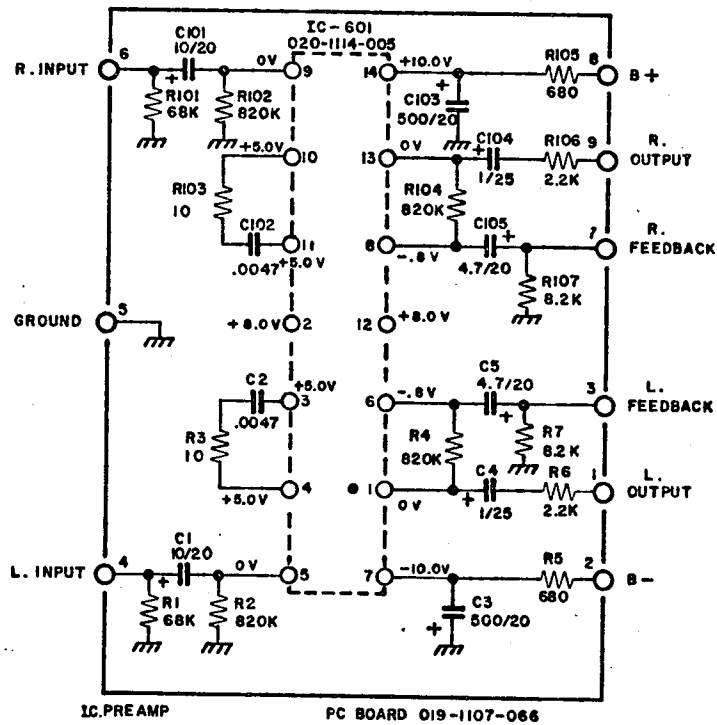 IC-601
020-1114-005
R. INPUT
6
C101
10/20
0V
9
R101
68K
R102
820K
14
+10.0V
R105
680
8
B+
C103
500/20
+5.0V
10
13
0V
C104
1/25
R106
2.2K
9
R.
OUTPUT
R103
10
R104
820K
C102
.0047
11
+5.0V
8
-.8V
C105
4.7/20
7
R.
FEEDBACK
R107
8.2K
GROUND
5
+8.0V
2
12
+8.0V
C2
.0047
+5.0V
3
6
-.8V
C5
4.7/20
3
L.
FEEDBACK
R3
10
R4
820K
R7
8.2K
+5.0V
4
1
0V
C4
1/25
R6
2.2K
1
L.
OUTPUT
L. INPUT
4
C1
10/20
0V
5
7
-10.0V
R5
680
2
B-
R1
68K
R2
820K
C3
500/20
I.C. PREAMP
PC BOARD 019-1107-066